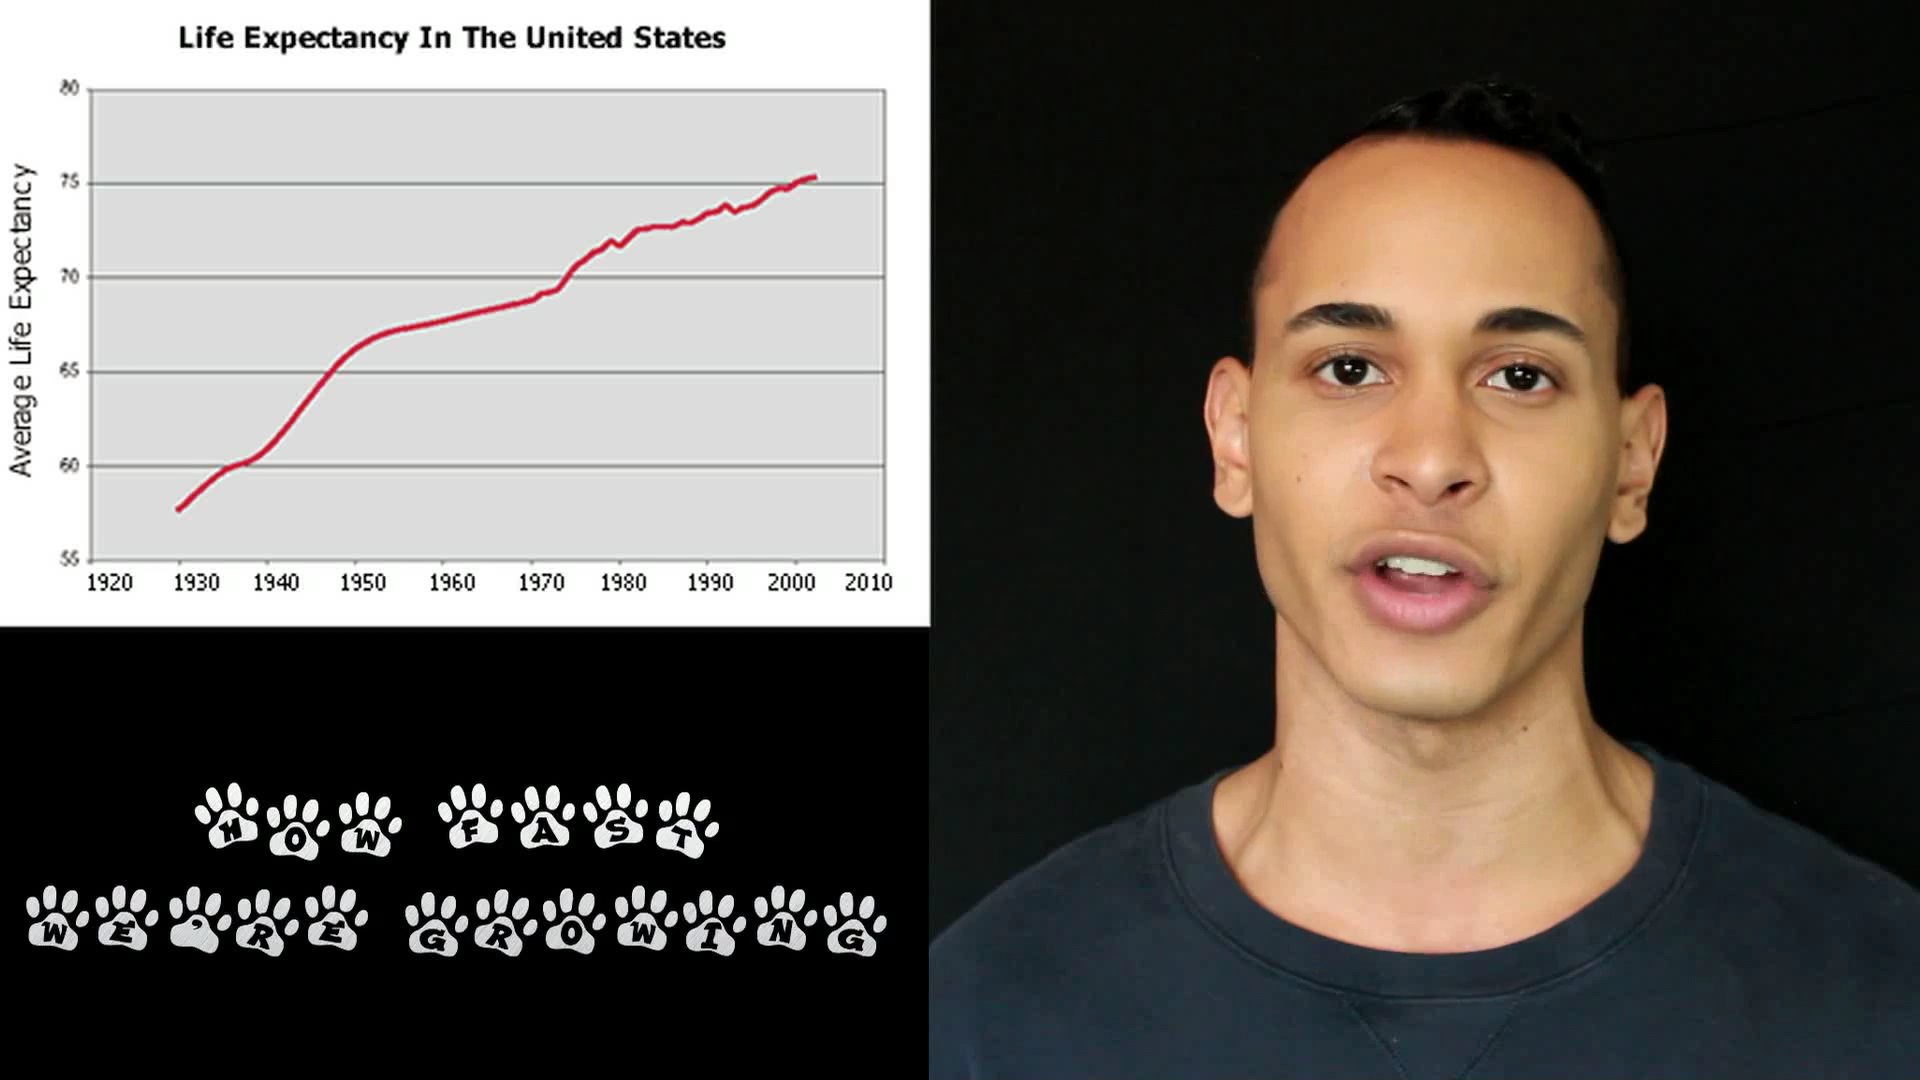 Life Expectancy In The United States
Average Life Expectancy
80
75
70
65
60
55
1920 1930 1940 1950 1960 1970 1980 1990 2000 2010
HOW FAST
WE'RE GROWING